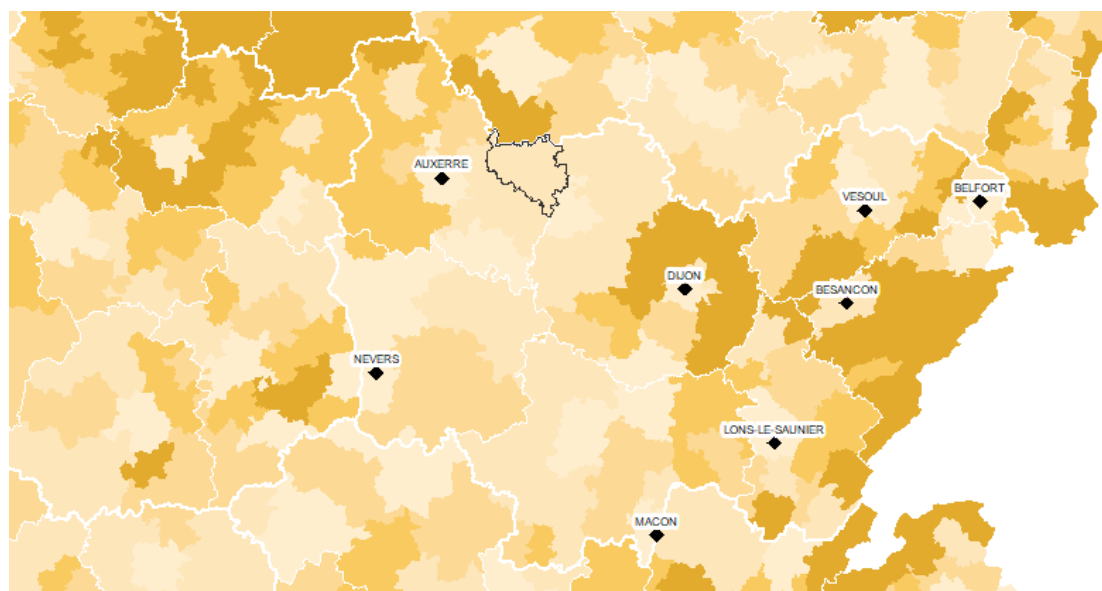 AUXERRE
BELFORT
VESOUL
DIJON
BESANCON
NEVERS
LONS-LE-SAUNIER
MACON